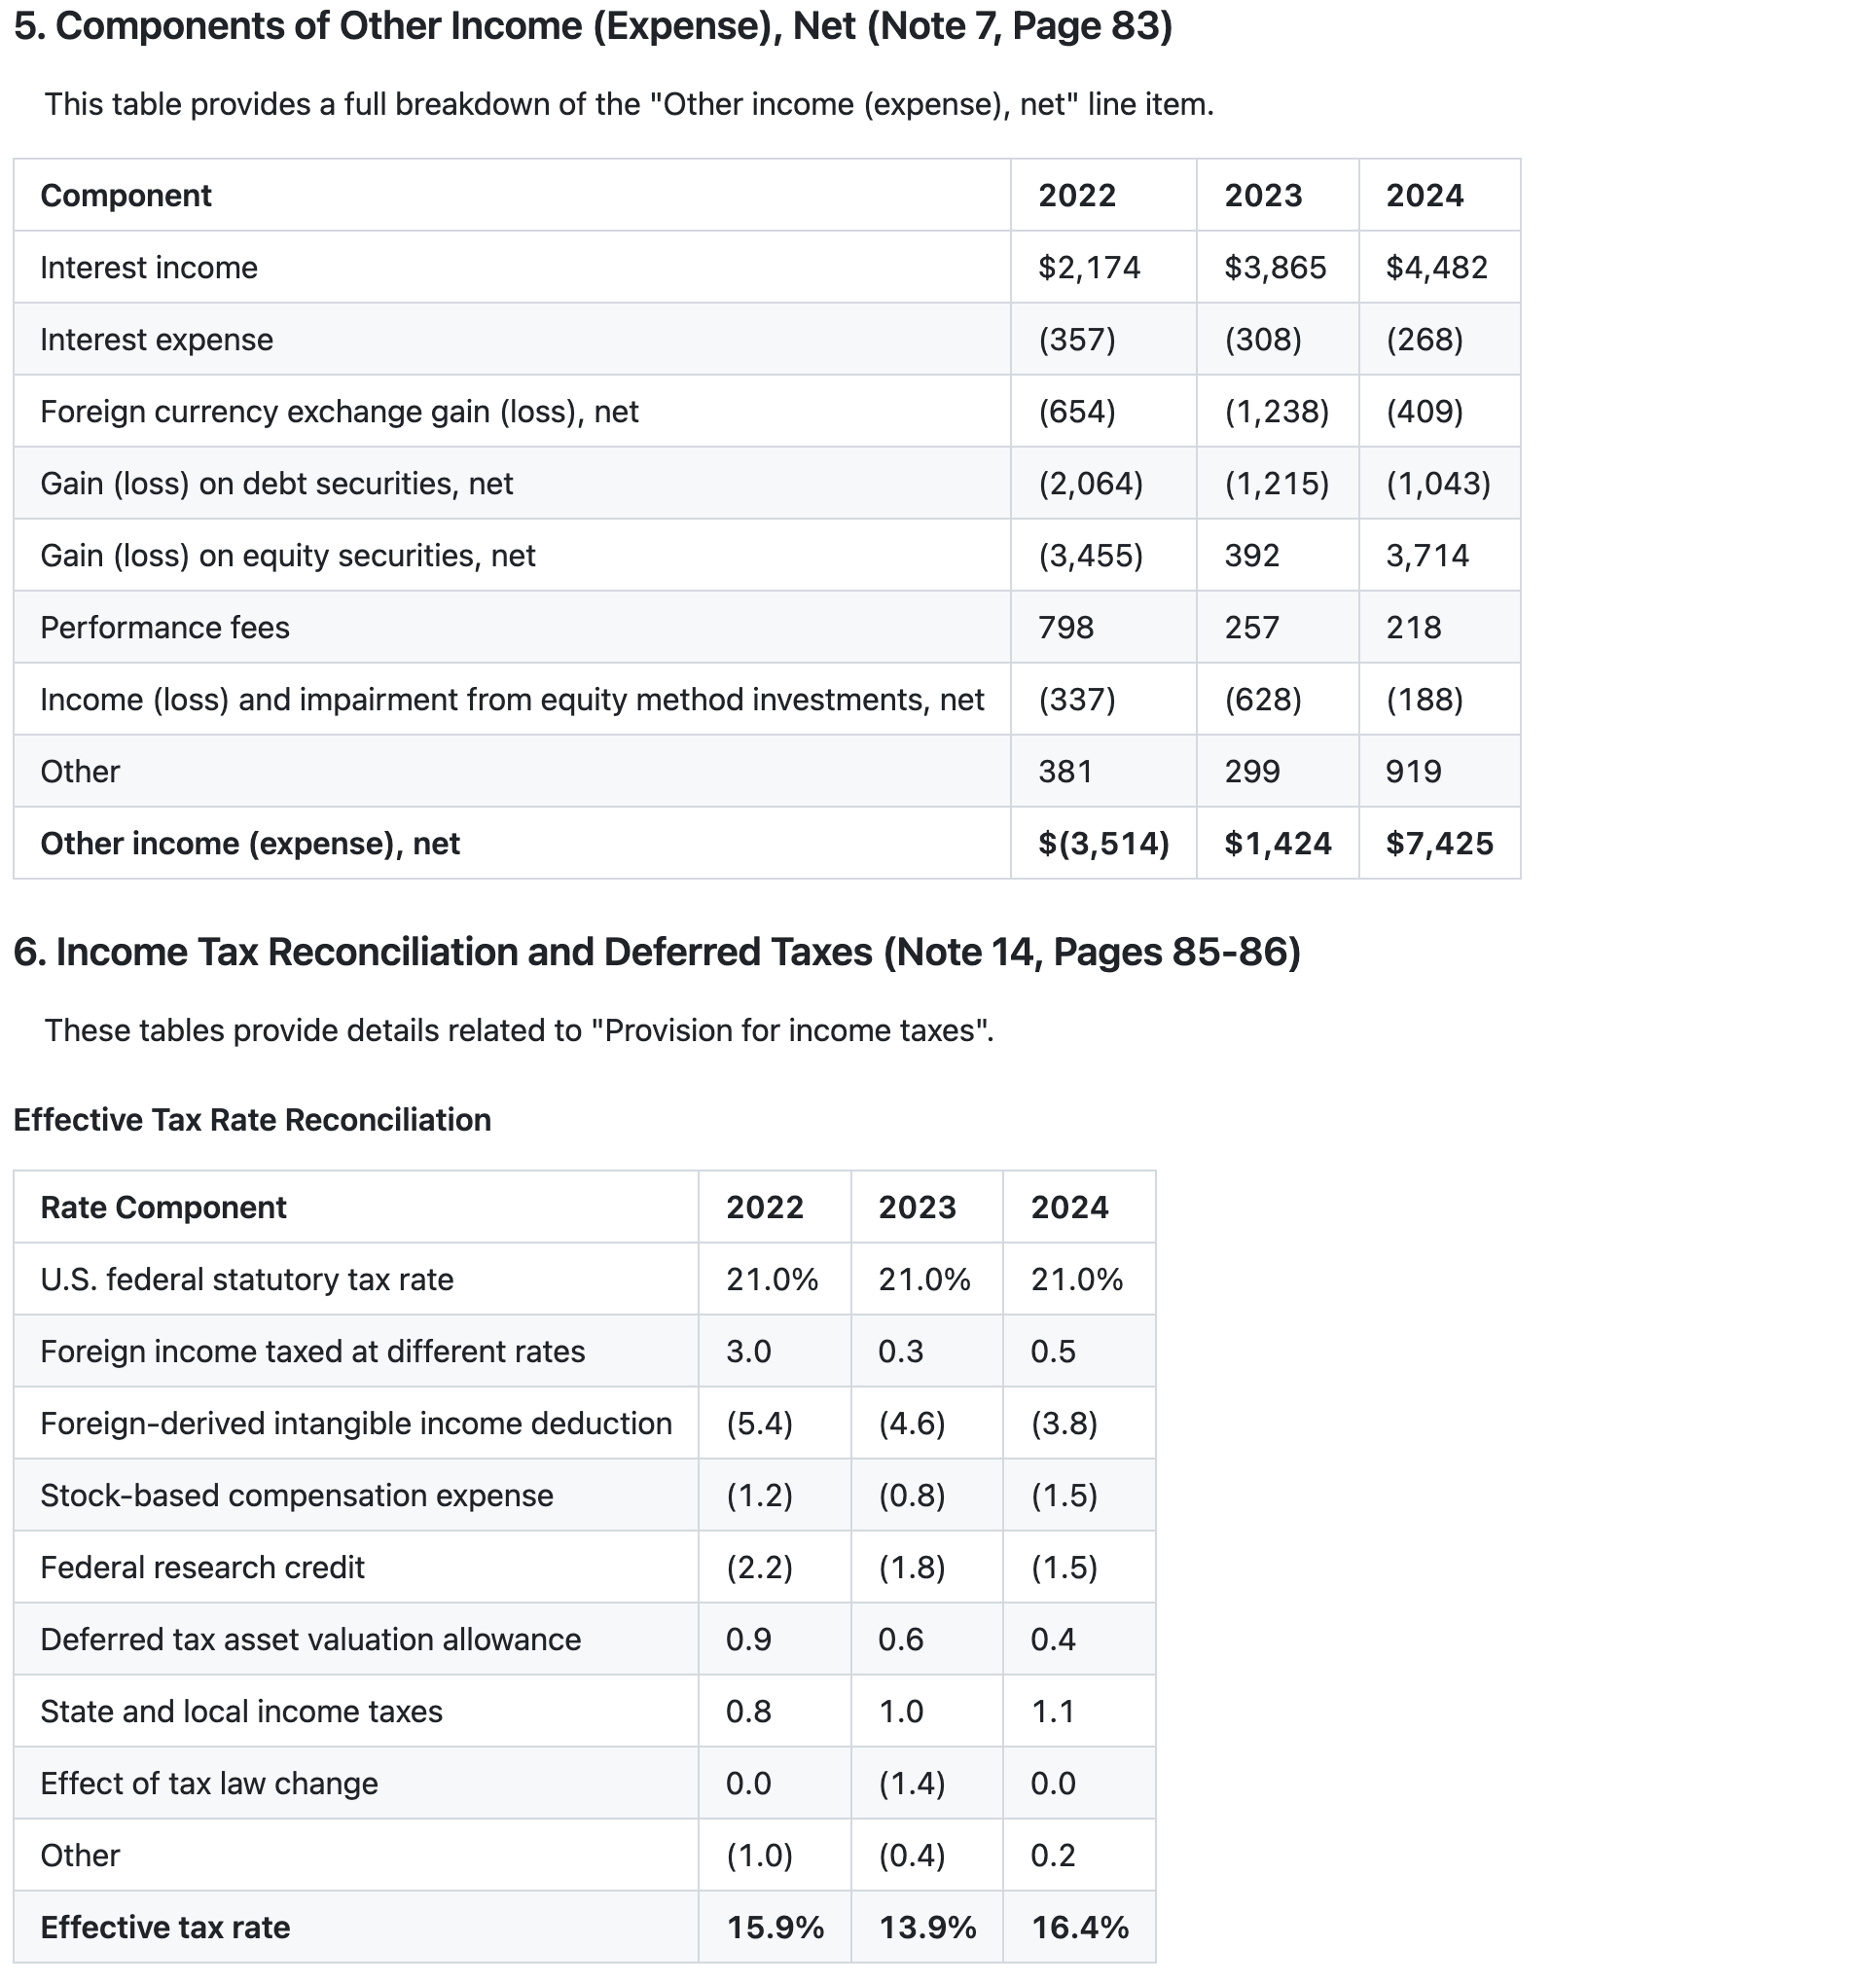 5. Components of Other Income (Expense), Net (Note 7, Page 83)
This table provides a full breakdown of the "Other income (expense), net" line item.
Component 2022 2023 2024
Interest income $2,174 $3,865 $4,482
Interest expense (357) (308) (268)
Foreign currency exchange gain (loss), net (654) (1,238) (409)
Gain (loss) on debt securities, net (2,064) (1,215) (1,043)
Gain (loss) on equity securities, net (3,455) 392 3,714
Performance fees 798 257 218
Income (loss) and impairment from equity method investments, net (337) (628) (188)
Other 381 299 919
Other income (expense), net $(3,514) $1,424 $7,425
6. Income Tax Reconciliation and Deferred Taxes (Note 14, Pages 85-86)
These tables provide details related to "Provision for income taxes".
Effective Tax Rate Reconciliation
Rate Component 2022 2023 2024
U.S. federal statutory tax rate 21.0% 21.0% 21.0%
Foreign income taxed at different rates 3.0 0.3 0.5
Foreign-derived intangible income deduction (5.4) (4.6) (3.8)
Stock-based compensation expense (1.2) (0.8) (1.5)
Federal research credit (2.2) (1.8) (1.5)
Deferred tax asset valuation allowance 0.9 0.6 0.4
State and local income taxes 0.8 1.0 1.1
Effect of tax law change 0.0 (1.4) 0.0
Other (1.0) (0.4) 0.2
Effective tax rate 15.9% 13.9% 16.4%